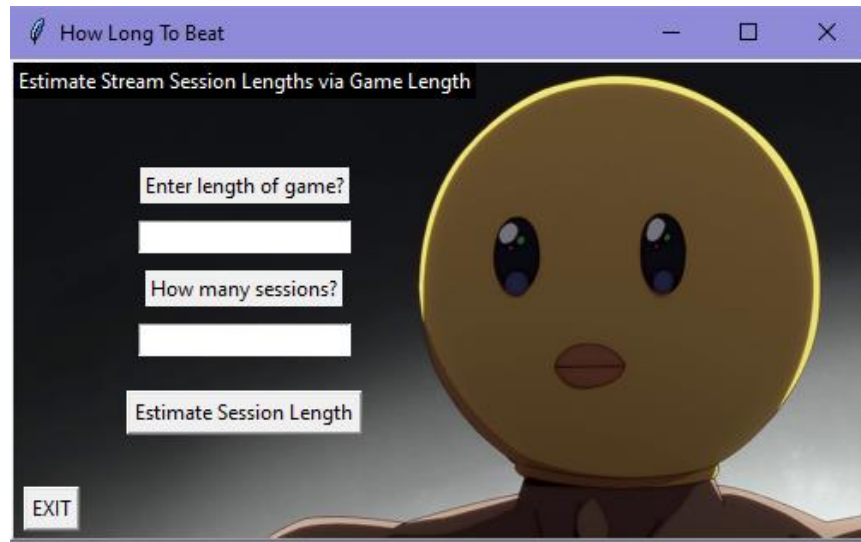 How Long To Beat
Estimate Stream Session Lengths via Game Length
Enter length of game?
How many sessions?
Estimate Session Length
EXIT